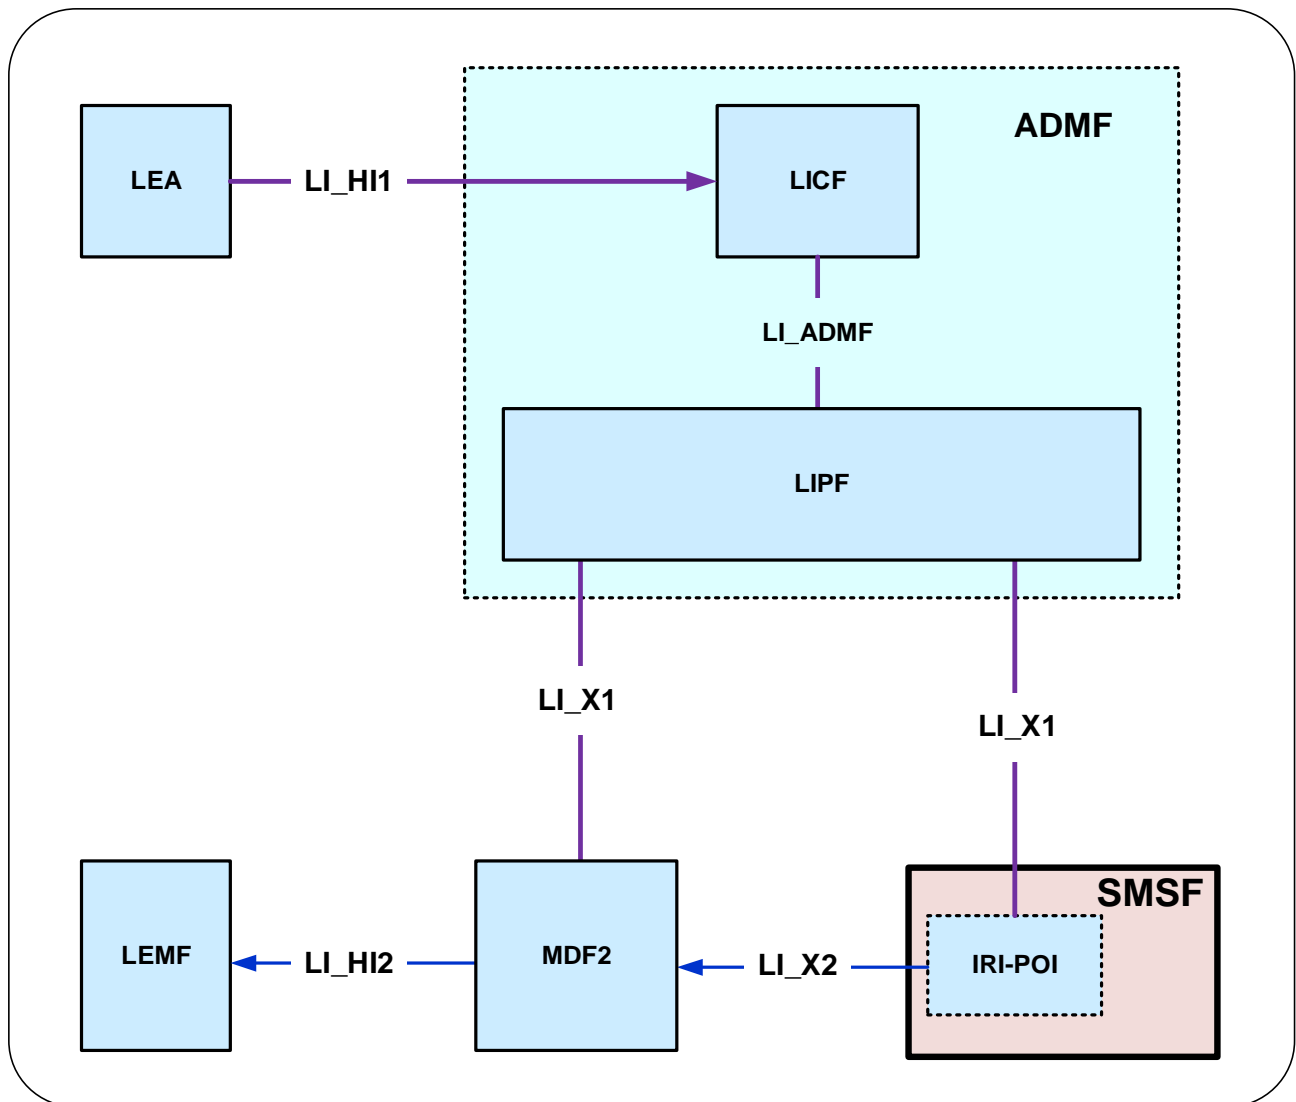 ADMF
LEA
LI_HI1
LICF
LI_ADMF
LIPF
LI_X1
LI_X1
SMSF
LEMF
LI_HI2
MDF2
LI_X2
IRI-POI